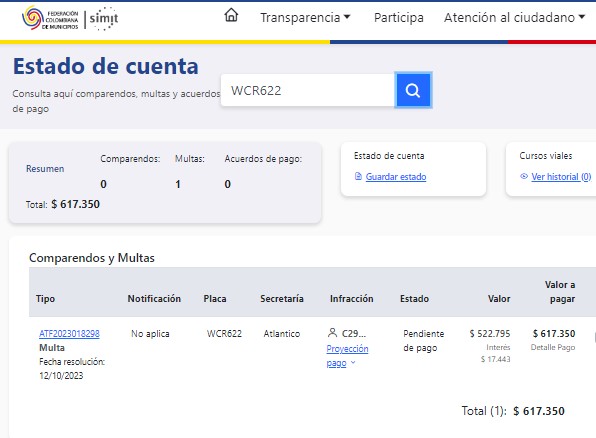 FEDERACIÓN
COLOMBIANA
DE MUNICIPIOS
simit
Transparencia
Participa
Atención al ciudadano
Estado de cuenta
Consulta aquí comparendos, multas y acuerdos
de pago
WCR622
Resumen
Comparendos:
Multas:
Acuerdos de pago:
0
1
0
Total: $ 617.350
Estado de cuenta
Guardar estado
Cursos viales
Ver historial (0)
Comparendos y Multas
Tipo
Notificación
Placa
Secretaría
Infracción
Estado
Valor
Valor a
pagar
ATF2023018298
Multa
Fecha resolución:
12/10/2023
No aplica
WCR622
Atlantico
C29...
Proyección
pago
Pendiente
de pago
$ 522.795
Interés
$ 17.443
$ 617.350
Detalle Pago
Total (1): $ 617.350